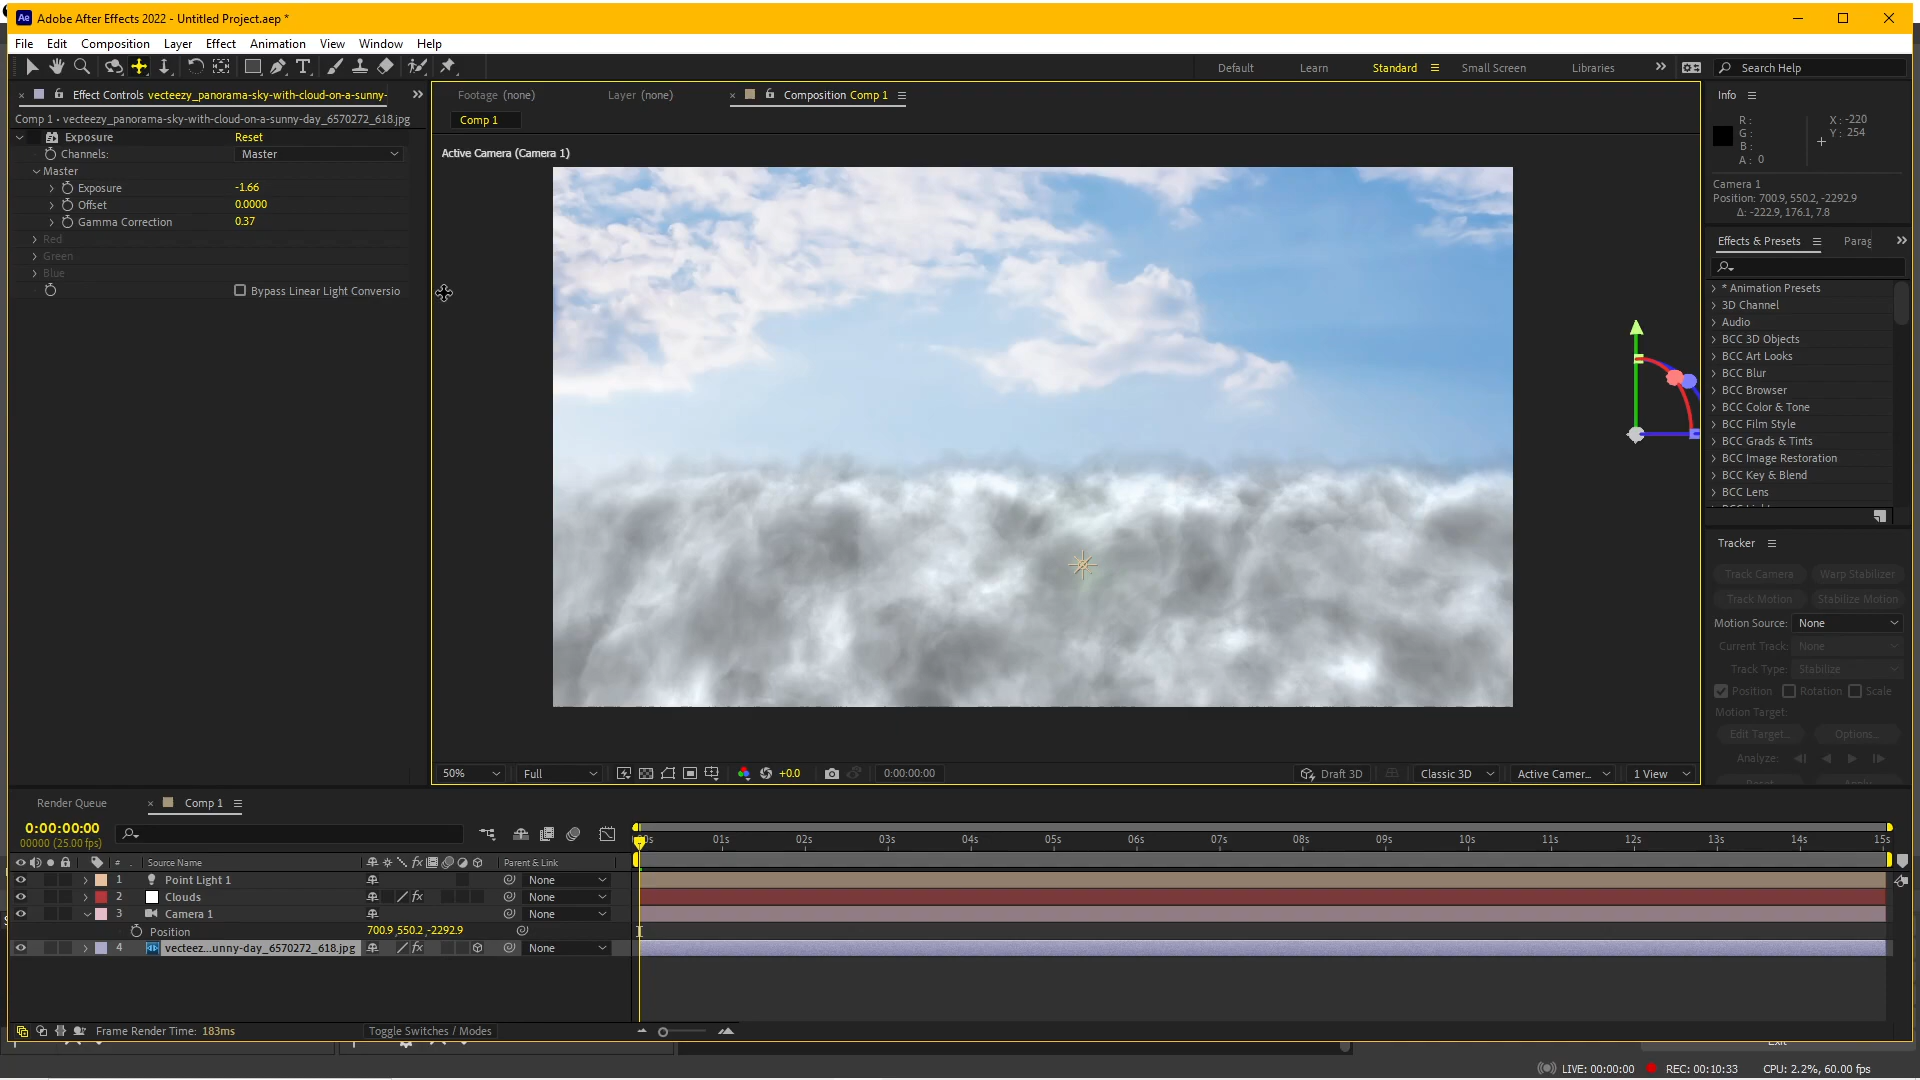 Adobe After Effects 2022 - Untitled Project.aep *
File Edit Composition Layer Effect Animation View Window Help
Default Learn Standard Small Screen Libraries Search Help
Effect Controls vecteezy_panorama-sky-with-cloud-on-a-sunny-
Comp 1 • vecteezy_panorama-sky-with-cloud-on-a-sunny-day_6570272_618.jpg
Exposure Reset
Channels: Master
Master
Exposure -1.66
Offset 0.0000
Gamma Correction 0.37
Red
Green
Blue
Bypass Linear Light Conversio
Footage (none) Layer (none) Composition Comp 1
Comp 1
Active Camera (Camera 1)
50% Full +0.0 0:00:00:00 Draft 3D Classic 3D Active Camer... 1 View
Info
R: X: -220
G: Y: 254
B:
A: 0
Camera 1
Position: 700.9, 550.2, -2292.9
Δ: -222.9, 176.1, 7.8
Effects & Presets Parag
* Animation Presets
3D Channel
Audio
BCC 3D Objects
BCC Art Looks
BCC Blur
BCC Browser
BCC Color & Tone
BCC Film Style
BCC Grads & Tints
BCC Image Restoration
BCC Key & Blend
BCC Lens
Tracker
Track Camera Warp Stabilizer
Track Motion Stabilize Motion
Motion Source: None
Current Track: None
Track Type: Stabilize
Position Rotation Scale
Motion Target:
Edit Target... Options...
Analyze:
Render Queue Comp 1
0:00:00:00
00000 (25.00 fps)
# Source Name Parent & Link
1 Point Light 1 None
2 Clouds None
3 Camera 1 None
Position 700.9,550.2,-2292.9
4 vecteez...unny-day_6570272_618.jpg None
00s 01s 02s 03s 04s 05s 06s 07s 08s 09s 10s 11s 12s 13s 14s 15s
Frame Render Time: 183ms Toggle Switches / Modes
Exit
LIVE: 00:00:00 REC: 00:10:33 CPU: 2.2%, 60.00 fps